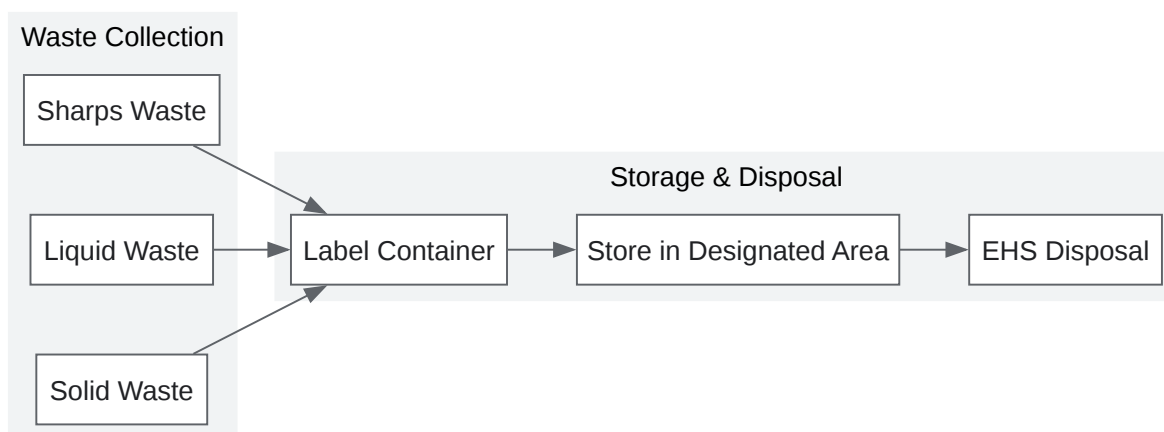 Waste Collection
Sharps Waste
Liquid Waste
Solid Waste
Storage & Disposal
Label Container
Store in Designated Area
EHS Disposal